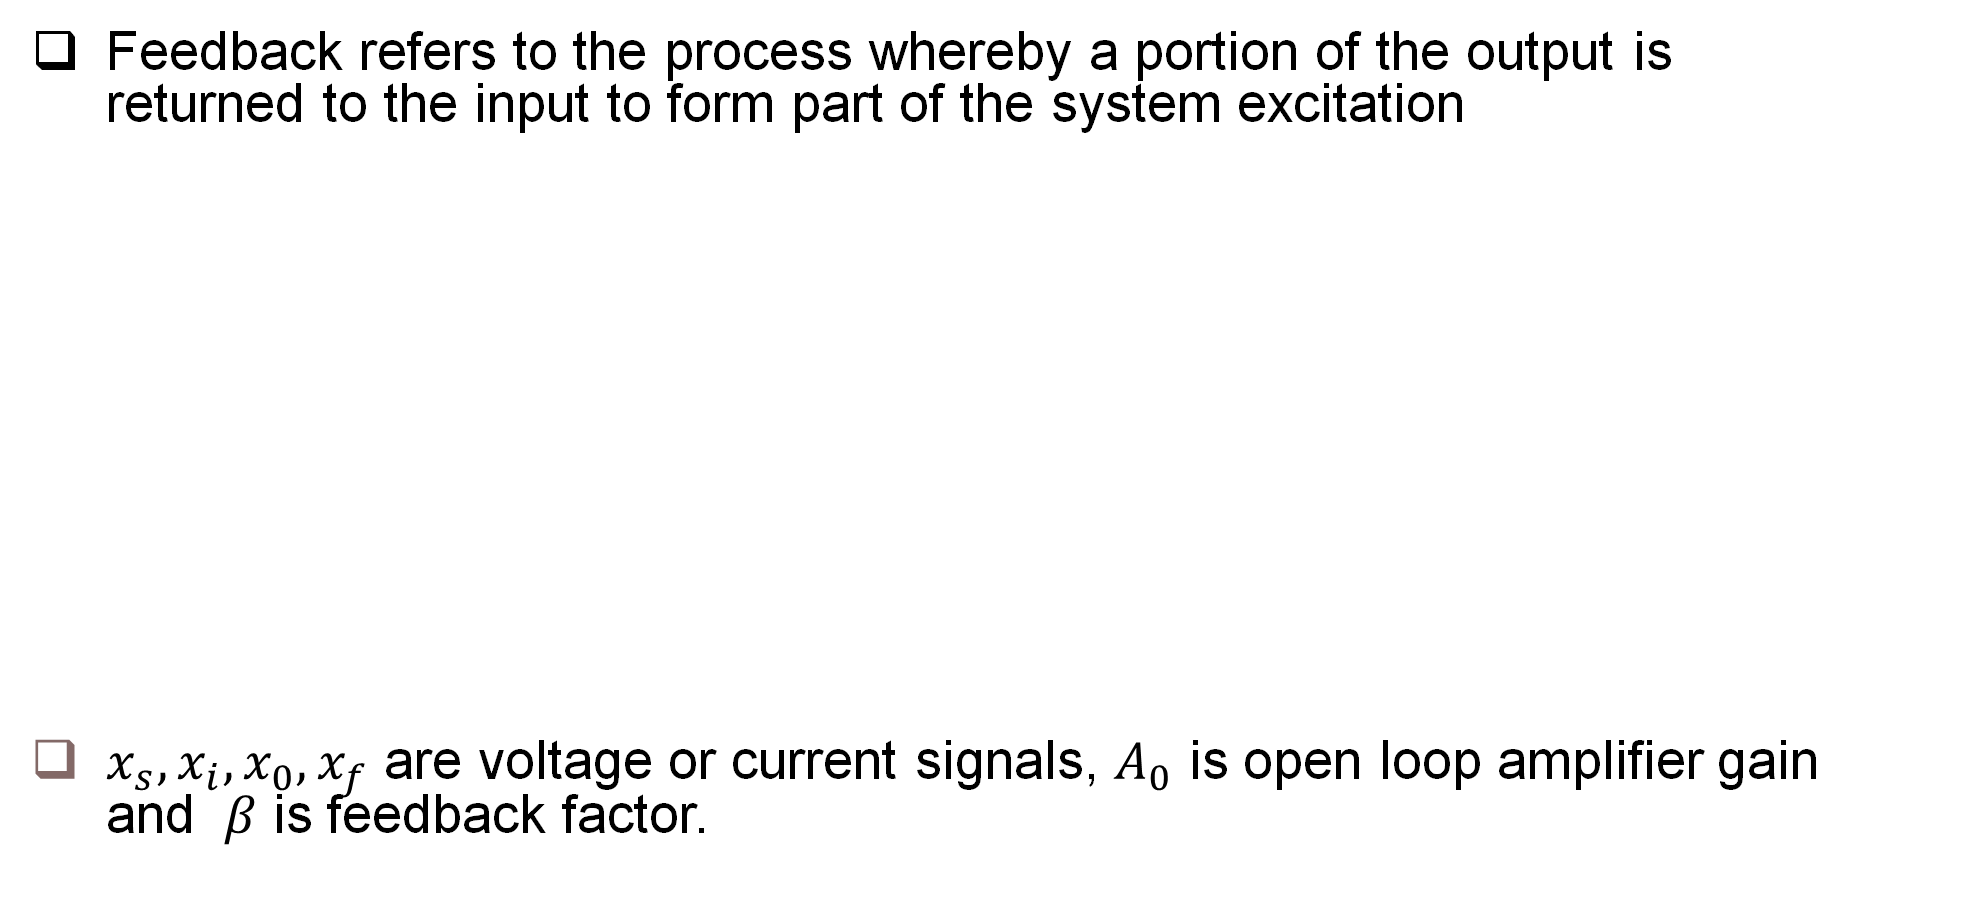 ❑ Feedback refers to the process whereby a portion of the output is
returned to the input to form part of the system excitation
❑ 𝑥ₛ, 𝑥ᵢ, 𝑥₀, 𝑥_f are voltage or current signals, 𝐴₀ is open loop amplifier gain
and 𝛽 is feedback factor.